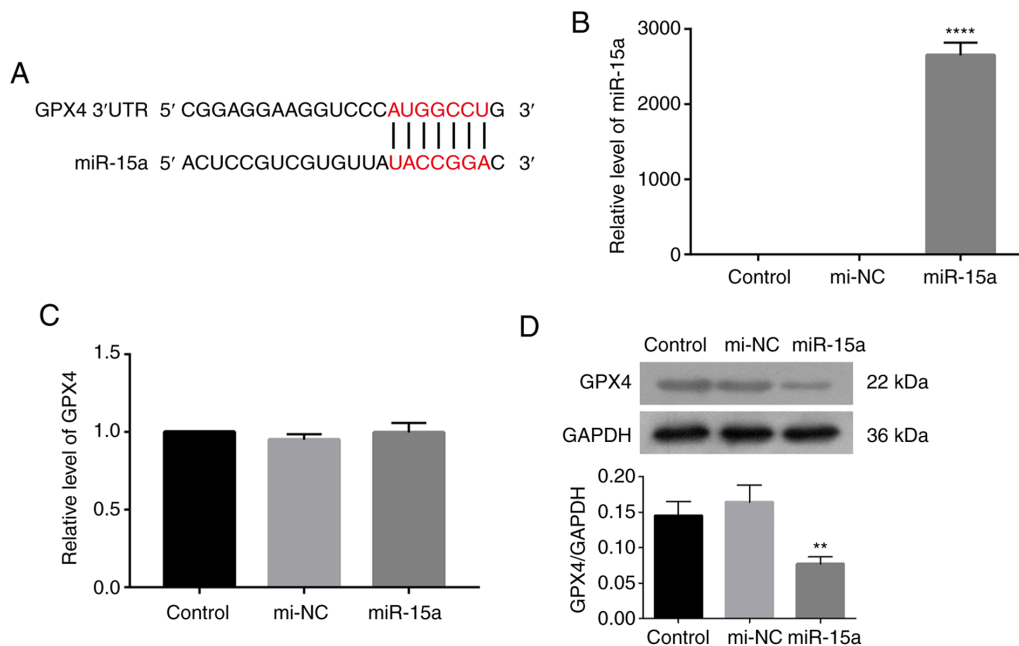 A
GPX4 3′UTR 5′ CGGAGGAAGGUCCCAUGGCCUG 3′
miR-15a 5′ ACUCCGUCGUGUUAUACCGGAC 3′
B
Relative level of miR-15a
3000
2000
1000
0
****
Control mi-NC miR-15a
C
Relative level of GPX4
1.5
1.0
0.5
0.0
Control mi-NC miR-15a
D
Control mi-NC miR-15a
GPX4 22 kDa
GAPDH 36 kDa
GPX4/GAPDH
0.20
0.15
0.10
0.05
0.00
**
Control mi-NC miR-15a